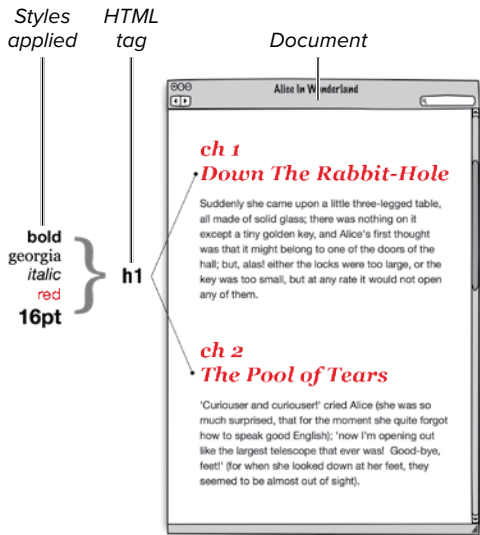 Styles applied
HTML tag
Document
Alice In Wonderland
ch 1
Down The Rabbit-Hole
Suddenly she came upon a little three-legged table,
all made of solid glass; there was nothing on it
except a tiny golden key, and Alice's first thought
was that it might belong to one of the doors of the
hall; but, alas! either the locks were too large, or the
key was too small, but at any rate it would not open
any of them.
bold
georgia
italic
red
16pt
h1
ch 2
The Pool of Tears
'Curiouser and curiouser!' cried Alice (she was so
much surprised, that for the moment she quite forgot
how to speak good English); 'now I'm opening out
like the largest telescope that ever was! Good-bye,
feet!' (for when she looked down at her feet, they
seemed to be almost out of sight).